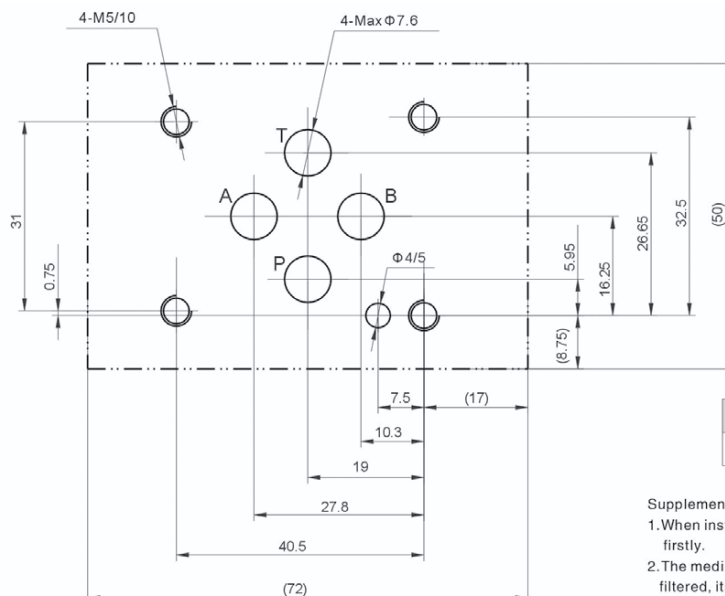 4-M5/10
4-MaxΦ7.6
T
A
B
P
Φ4/5
31
0.75
5.95
16.25
26.65
32.5
(50)
(8.75)
7.5
(17)
10.3
19
27.8
40.5
(72)
Supplemen
1.When ins
firstly.
2.The medi
filtered, it